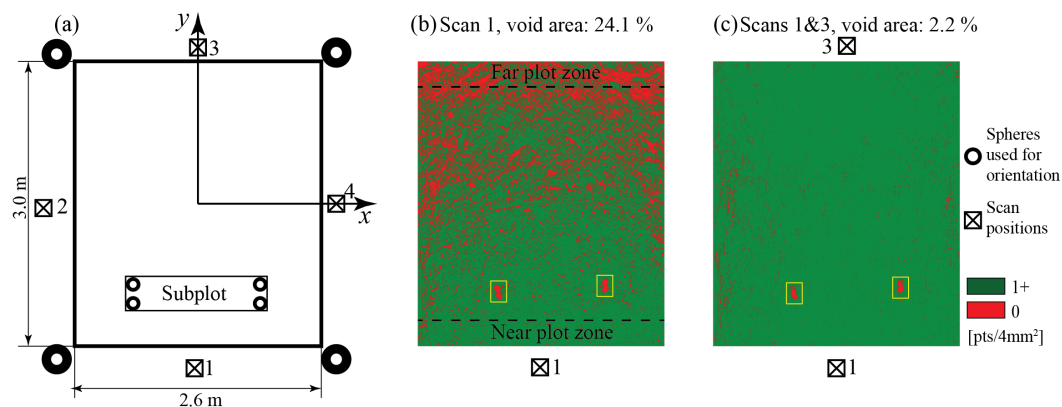 (a)
y
3
3.0 m
2
4
x
Subplot
1
2.6 m
(b) Scan 1, void area: 24.1 %
Far plot zone
Near plot zone
1
(c) Scans 1&3, void area: 2.2 %
3
1
Spheres
used for
orientation
Scan
positions
1+
0
[pts/4mm²]